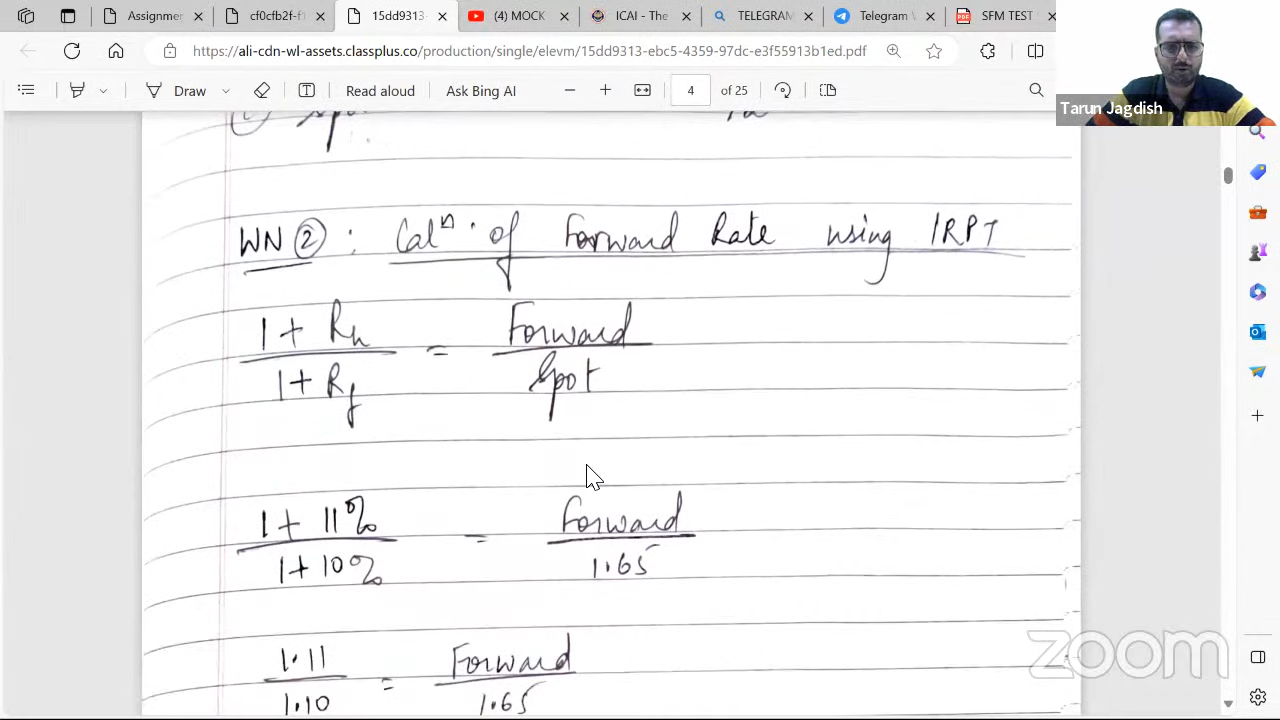 Assignme
0c0cfb2f-f
15dd9313-
(4) MOCK
ICAI - The
TELEGRAM
Telegram
SFM TEST
https://ali-cdn-wl-assets.classplus.co/production/single/elevm/15dd9313-ebc5-4359-97dc-e3f55913b1ed.pdf
Draw
Read aloud
Ask Bing AI
4 of 25
Tarun Jagdish
WN ② : Calⁿ. of Forward Rate using IRPT
1 + Rh / 1 + Rf = Forward / Spot
1 + 11% / 1 + 10% = Forward / 1.65
1.11 / 1.10 = Forward / 1.65
zoom